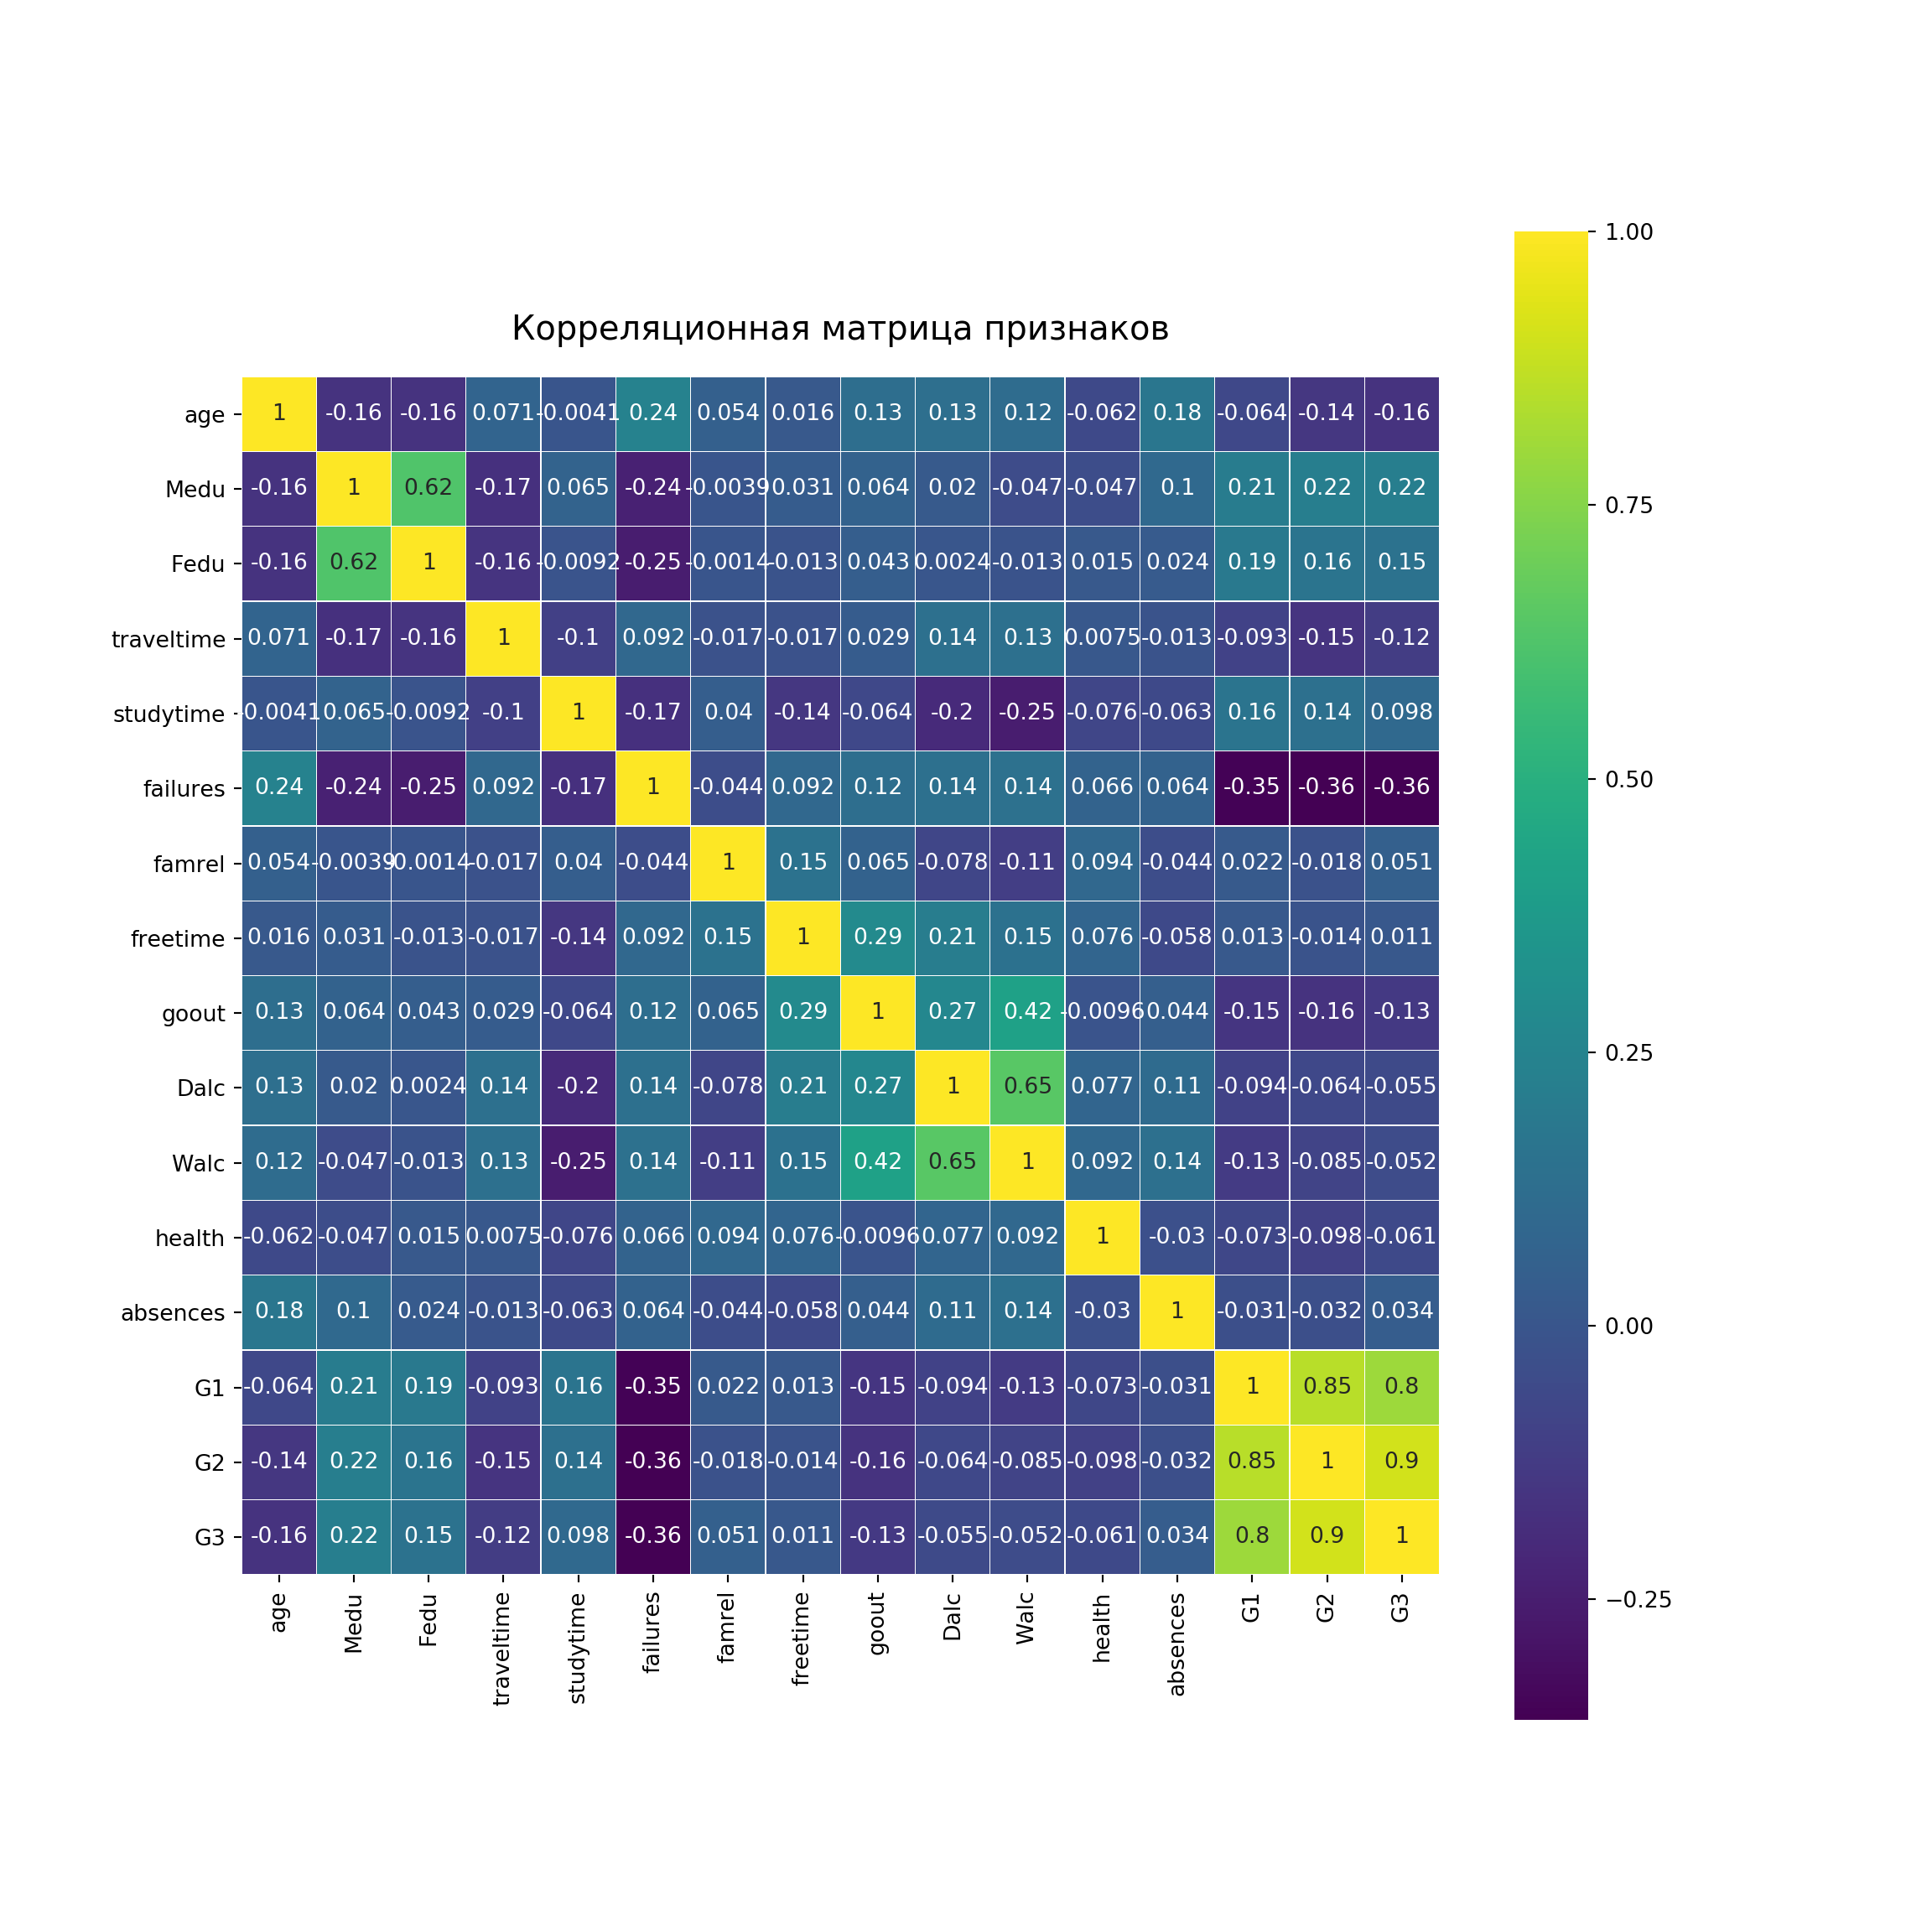 Корреляционная матрица признаков
1.00
age 1 -0.16 -0.16 0.071 -0.0041 0.24 0.054 0.016 0.13 0.13 0.12 -0.062 0.18 -0.064 -0.14 -0.16
Medu -0.16 1 0.62 -0.17 0.065 -0.24 -0.0039 0.031 0.064 0.02 -0.047 -0.047 0.1 0.21 0.22 0.22
0.75
Fedu -0.16 0.62 1 -0.16 -0.0092 -0.25 -0.0014 -0.013 0.043 0.0024 -0.013 0.015 0.024 0.19 0.16 0.15
traveltime 0.071 -0.17 -0.16 1 -0.1 0.092 -0.017 -0.017 0.029 0.14 0.13 0.0075 -0.013 -0.093 -0.15 -0.12
studytime -0.0041 0.065 -0.0092 -0.1 1 -0.17 0.04 -0.14 -0.064 -0.2 -0.25 -0.076 -0.063 0.16 0.14 0.098
0.50
failures 0.24 -0.24 -0.25 0.092 -0.17 1 -0.044 0.092 0.12 0.14 0.14 0.066 0.064 -0.35 -0.36 -0.36
famrel 0.054 -0.0039 -0.0014 -0.017 0.04 -0.044 1 0.15 0.065 -0.078 -0.11 0.094 -0.044 0.022 -0.018 0.051
freetime 0.016 0.031 -0.013 -0.017 -0.14 0.092 0.15 1 0.29 0.21 0.15 0.076 -0.058 0.013 -0.014 0.011
goout 0.13 0.064 0.043 0.029 -0.064 0.12 0.065 0.29 1 0.27 0.42 -0.0096 0.044 -0.15 -0.16 -0.13
0.25
Dalc 0.13 0.02 0.0024 0.14 -0.2 0.14 -0.078 0.21 0.27 1 0.65 0.077 0.11 -0.094 -0.064 -0.055
Walc 0.12 -0.047 -0.013 0.13 -0.25 0.14 -0.11 0.15 0.42 0.65 1 0.092 0.14 -0.13 -0.085 -0.052
health -0.062 -0.047 0.015 0.0075 -0.076 0.066 0.094 0.076 -0.0096 0.077 0.092 1 -0.03 -0.073 -0.098 -0.061
absences 0.18 0.1 0.024 -0.013 -0.063 0.064 -0.044 -0.058 0.044 0.11 0.14 -0.03 1 -0.031 -0.032 0.034
0.00
G1 -0.064 0.21 0.19 -0.093 0.16 -0.35 0.022 0.013 -0.15 -0.094 -0.13 -0.073 -0.031 1 0.85 0.8
G2 -0.14 0.22 0.16 -0.15 0.14 -0.36 -0.018 -0.014 -0.16 -0.064 -0.085 -0.098 -0.032 0.85 1 0.9
G3 -0.16 0.22 0.15 -0.12 0.098 -0.36 0.051 0.011 -0.13 -0.055 -0.052 -0.061 0.034 0.8 0.9 1
−0.25
age Medu Fedu traveltime studytime failures famrel freetime goout Dalc Walc health absences G1 G2 G3